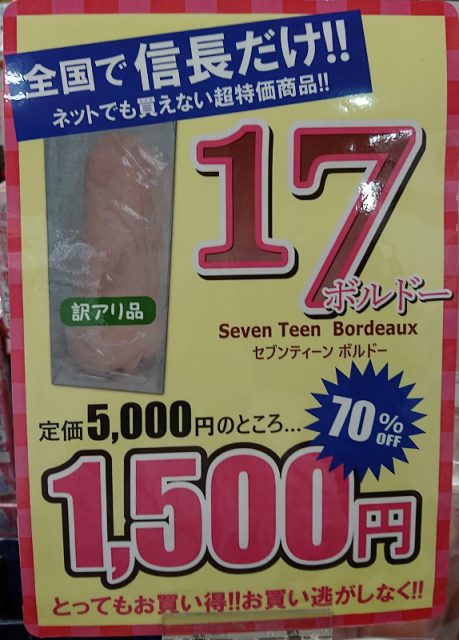 全国で信長だけ!!
ネットでも買えない超特価商品!!
17
ボルドー
訳アリ品
Seven Teen Bordeaux
セブンティーン ボルドー
定価5,000円のところ...
70%OFF
1,500円
とってもお買い得!!お買い逃がしなく!!